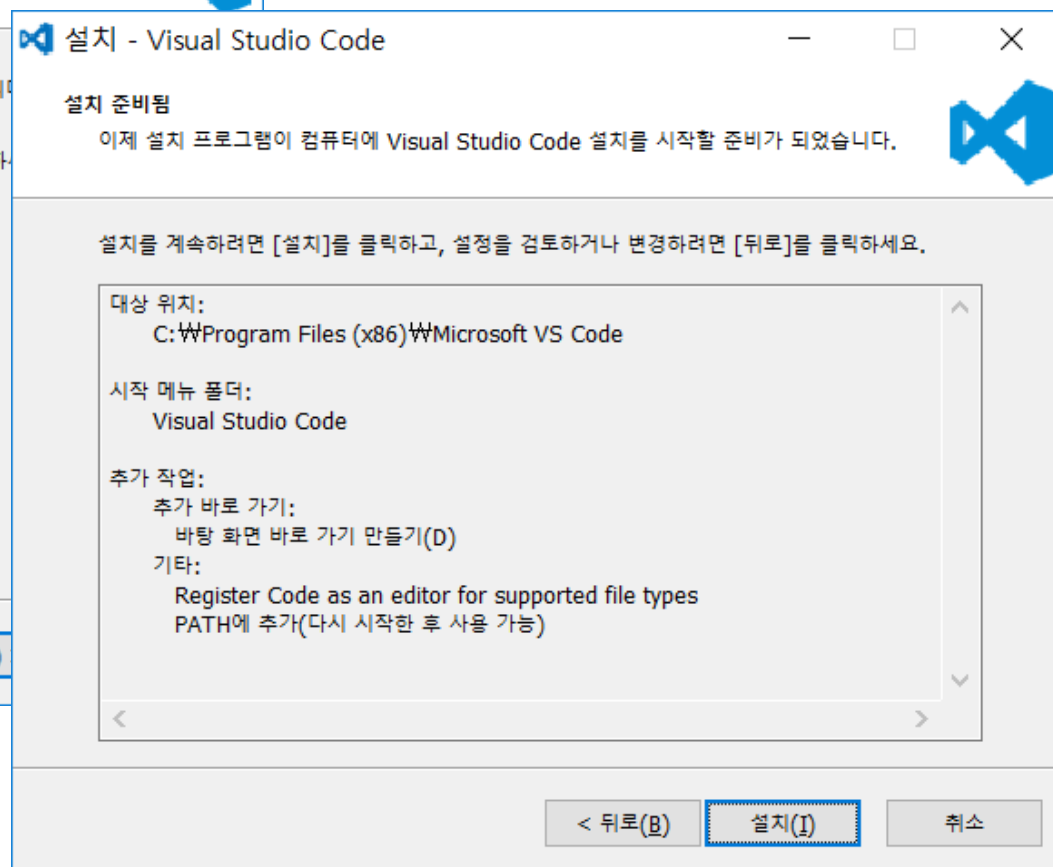 설치 - Visual Studio Code
설치 준비됨
이제 설치 프로그램이 컴퓨터에 Visual Studio Code 설치를 시작할 준비가 되었습니다.
설치를 계속하려면 [설치]를 클릭하고, 설정을 검토하거나 변경하려면 [뒤로]를 클릭하세요.
대상 위치:
C:₩Program Files (x86)₩Microsoft VS Code
시작 메뉴 폴더:
Visual Studio Code
추가 작업:
추가 바로 가기:
바탕 화면 바로 가기 만들기(D)
기타:
Register Code as an editor for supported file types
PATH에 추가(다시 시작한 후 사용 가능)
< 뒤로(B)
설치(I)
취소